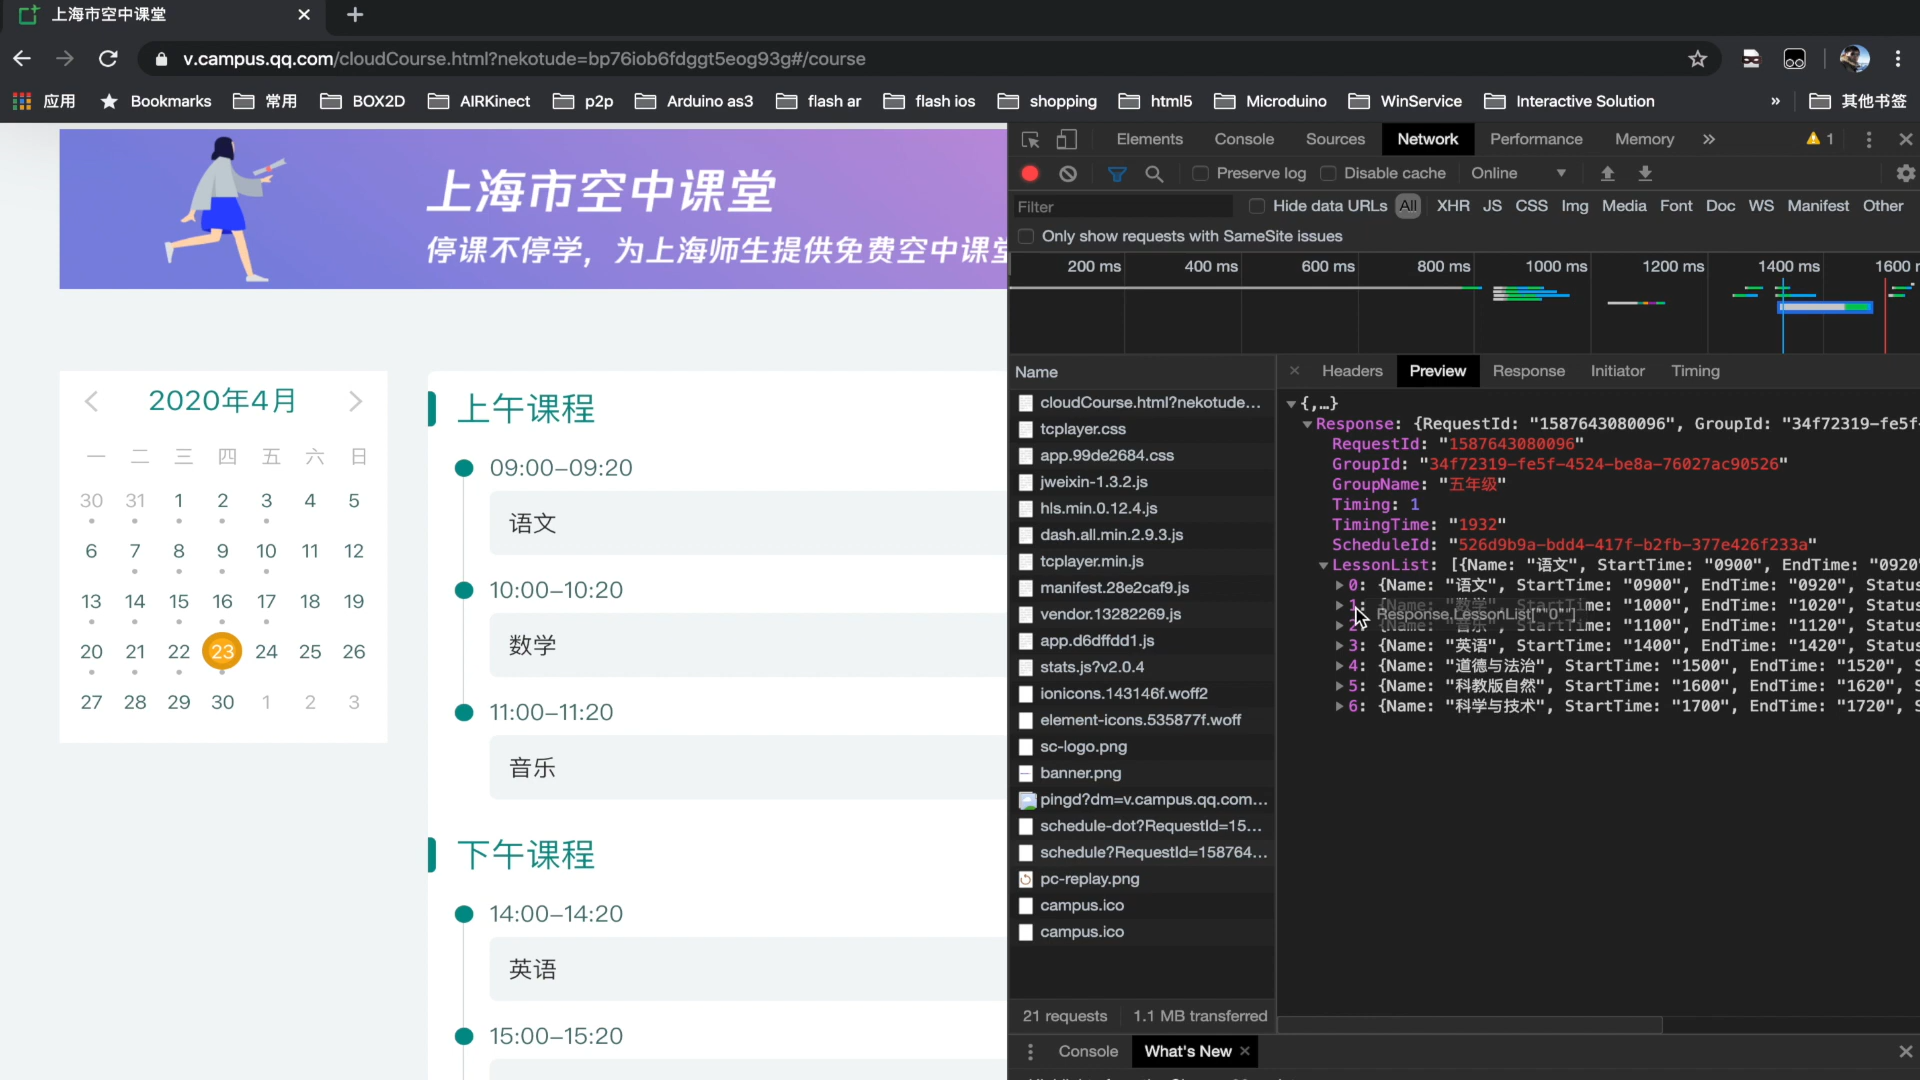 上海市空中课堂
v.campus.qq.com/cloudCourse.html?nekotude=bp76iob6fdggt5eog93g#/course
应用 Bookmarks 常用 BOX2D AIRKinect p2p Arduino as3 flash ar flash ios shopping html5 Microduino WinService Interactive Solution » 其他书签
上海市空中课堂
停课不停学，为上海师生提供免费空中课堂
2020年4月
一 二 三 四 五 六 日
30 31 1 2 3 4 5
6 7 8 9 10 11 12
13 14 15 16 17 18 19
20 21 22 23 24 25 26
27 28 29 30 1 2 3
上午课程
09:00–09:20
语文
10:00–10:20
数学
11:00–11:20
音乐
下午课程
14:00–14:20
英语
15:00–15:20
Elements Console Sources Network Performance Memory » 1
Preserve log Disable cache Online
Filter Hide data URLs All XHR JS CSS Img Media Font Doc WS Manifest Other
Only show requests with SameSite issues
200 ms 400 ms 600 ms 800 ms 1000 ms 1200 ms 1400 ms 1600
Name
cloudCourse.html?nekotude...
tcplayer.css
app.99de2684.css
jweixin-1.3.2.js
hls.min.0.12.4.js
dash.all.min.2.9.3.js
tcplayer.min.js
manifest.28e2caf9.js
vendor.13282269.js
app.d6dffdd1.js
stats.js?v2.0.4
ionicons.143146f.woff2
element-icons.535877f.woff
sc-logo.png
banner.png
pingd?dm=v.campus.qq.com...
schedule-dot?RequestId=15...
schedule?RequestId=158764...
pc-replay.png
campus.ico
campus.ico
21 requests 1.1 MB transferred
Headers Preview Response Initiator Timing
{,…}
Response: {RequestId: "1587643080096", GroupId: "34f72319-fe5f-
RequestId: "1587643080096"
GroupId: "34f72319-fe5f-4524-be8a-76027ac90526"
GroupName: "五年级"
Timing: 1
TimingTime: "1932"
ScheduleId: "526d9b9a-bdd4-417f-b2fb-377e426f233a"
LessonList: [{Name: "语文", StartTime: "0900", EndTime: "0920"
0: {Name: "语文", StartTime: "0900", EndTime: "0920", Status
1: {Name: "数学", StartTime: "1000", EndTime: "1020", Status
Response.LessonList["0"]
2: {Name: "音乐", StartTime: "1100", EndTime: "1120", Status
3: {Name: "英语", StartTime: "1400", EndTime: "1420", Status
4: {Name: "道德与法治", StartTime: "1500", EndTime: "1520", S
5: {Name: "科教版自然", StartTime: "1600", EndTime: "1620", S
6: {Name: "科学与技术", StartTime: "1700", EndTime: "1720", S
Console What's New